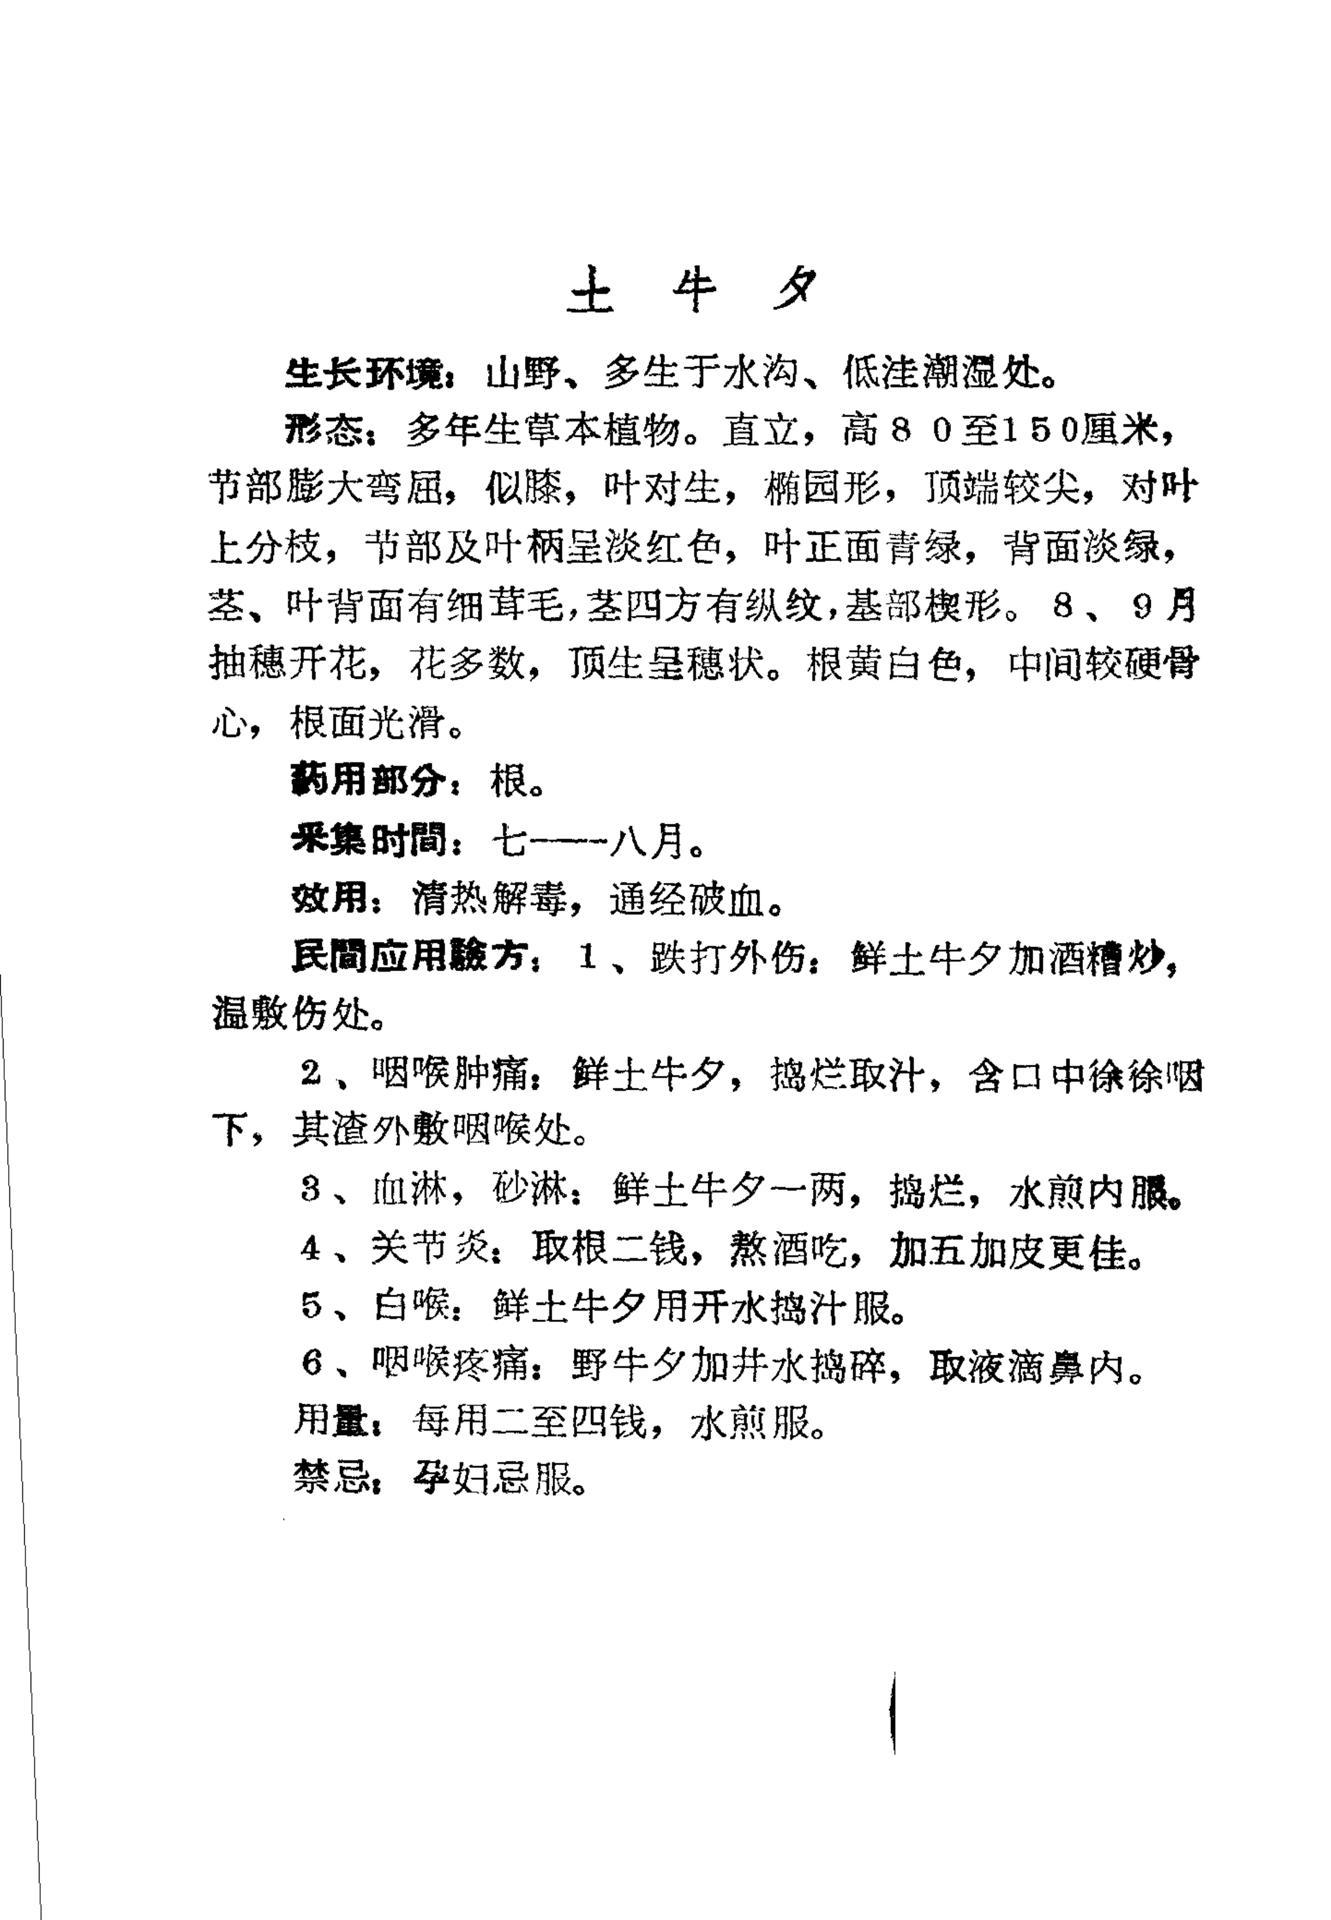 土牛夕
生长环境：山野、多生于水沟、低洼潮湿处。
形态：多年生草本植物。直立，高80至150厘米，
节部膨大弯屈，似膝，叶对生，椭园形，顶端较尖，对叶
上分枝，节部及叶柄呈淡红色，叶正面青绿，背面淡绿，
茎、叶背面有细茸毛，茎四方有纵纹，基部楔形。8、9月
抽穗开花，花多数，顶生呈穗状。根黄白色，中间较硬骨
心，根面光滑。
药用部分：根。
采集时間：七——八月。
效用：清热解毒，通经破血。
民間应用驗方：1、跌打外伤：鲜土牛夕加酒糟炒，
温敷伤处。
2、咽喉肿痛：鲜土牛夕，捣烂取汁，含口中徐徐咽
下，其渣外敷咽喉处。
3、血淋，砂淋：鲜土牛夕一两，捣烂，水煎内服。
4、关节炎：取根二钱，熬酒吃，加五加皮更佳。
5、白喉：鲜土牛夕用开水捣汁服。
6、咽喉疼痛：野牛夕加井水捣碎，取液滴鼻内。
用量：每用二至四钱，水煎服。
禁忌：孕妇忌服。